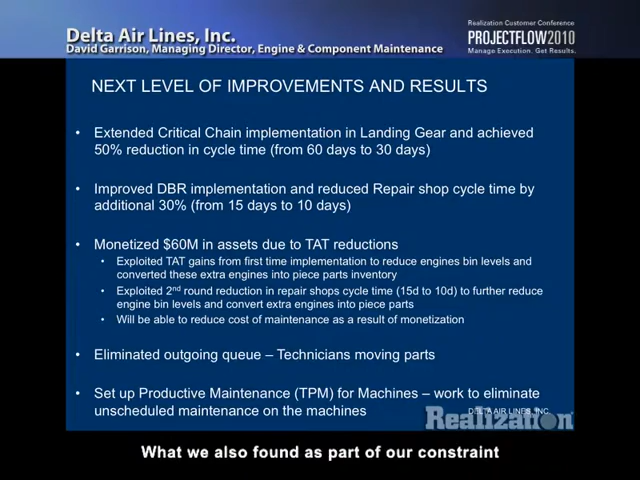 Delta Air Lines, Inc.
David Garrison, Managing Director, Engine & Component Maintenance
Realization Customer Conference
PROJECTFLOW2010
Manage Execution. Get Results.
NEXT LEVEL OF IMPROVEMENTS AND RESULTS
• Extended Critical Chain implementation in Landing Gear and achieved
50% reduction in cycle time (from 60 days to 30 days)
• Improved DBR implementation and reduced Repair shop cycle time by
additional 30% (from 15 days to 10 days)
• Monetized $60M in assets due to TAT reductions
• Exploited TAT gains from first time implementation to reduce engines bin levels and
converted these extra engines into piece parts inventory
• Exploited 2nd round reduction in repair shops cycle time (15d to 10d) to further reduce
engine bin levels and convert extra engines into piece parts
• Will be able to reduce cost of maintenance as a result of monetization
• Eliminated outgoing queue – Technicians moving parts
• Set up Productive Maintenance (TPM) for Machines – work to eliminate
unscheduled maintenance on the machines
DELTA AIR LINES, INC.
Realization
What we also found as part of our constraint